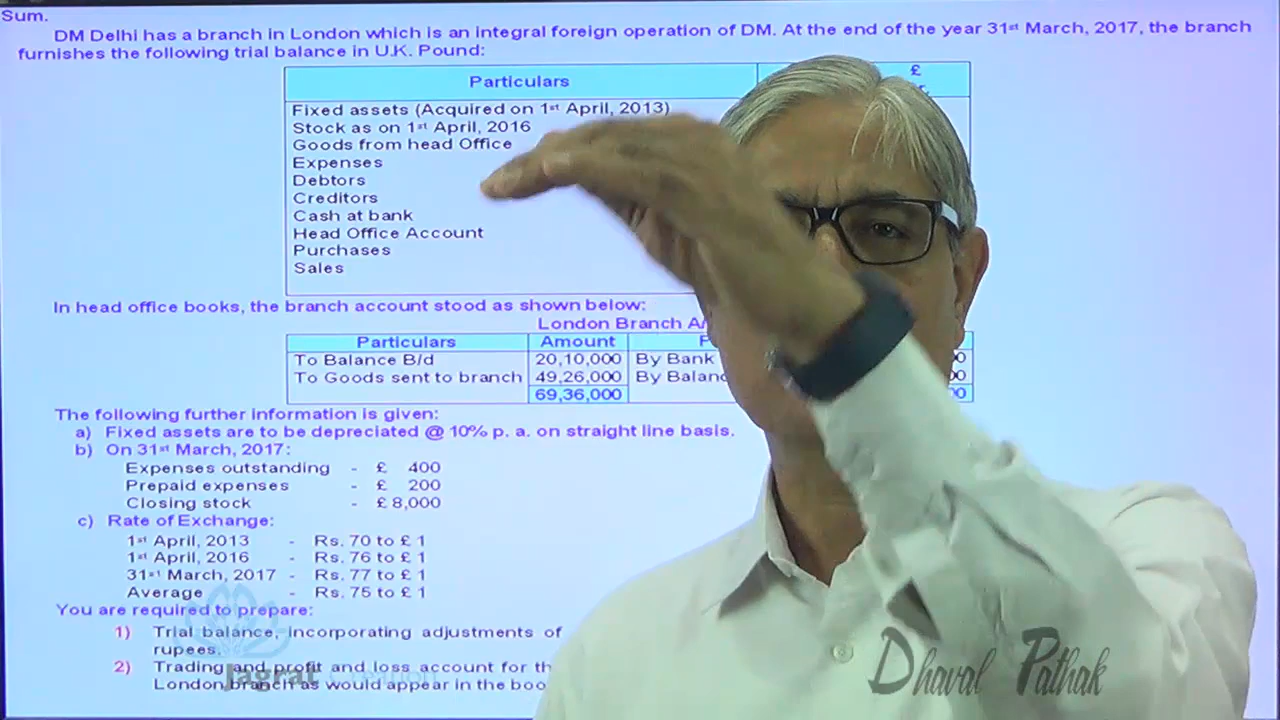 Sum.
DM Delhi has a branch in London which is an integral foreign operation of DM. At the end of the year 31st March, 2017, the branch
furnishes the following trial balance in U.K. Pound:
Particulars £
Fixed assets (Acquired on 1st April, 2013)
Stock as on 1st April, 2016
Goods from head Office
Expenses
Debtors
Creditors
Cash at bank
Head Office Account
Purchases
Sales
In head office books, the branch account stood as shown below:
London Branch A/
Particulars Amount
To Balance B/d 20,10,000 By Bank
To Goods sent to branch 49,26,000 By
69,36,000
The following further information is given:
a) Fixed assets are to be depreciated @ 10% p. a. on straight line basis.
b) On 31st March, 2017:
Expenses outstanding - £ 400
Prepaid expenses - £ 200
Closing stock - £ 8,000
c) Rate of Exchange:
1st April, 2013 - Rs. 70 to £ 1
1st April, 2016 - Rs. 76 to £ 1
31st March, 2017 - Rs. 77 to £ 1
Average - Rs. 75 to £ 1
You are required to prepare:
1) Trial balance, incorporating adjustments of
rupees.
2) Trading and profit and loss account for
London branch as would appear in the
Jagrat Creation
Dhaval Pathak